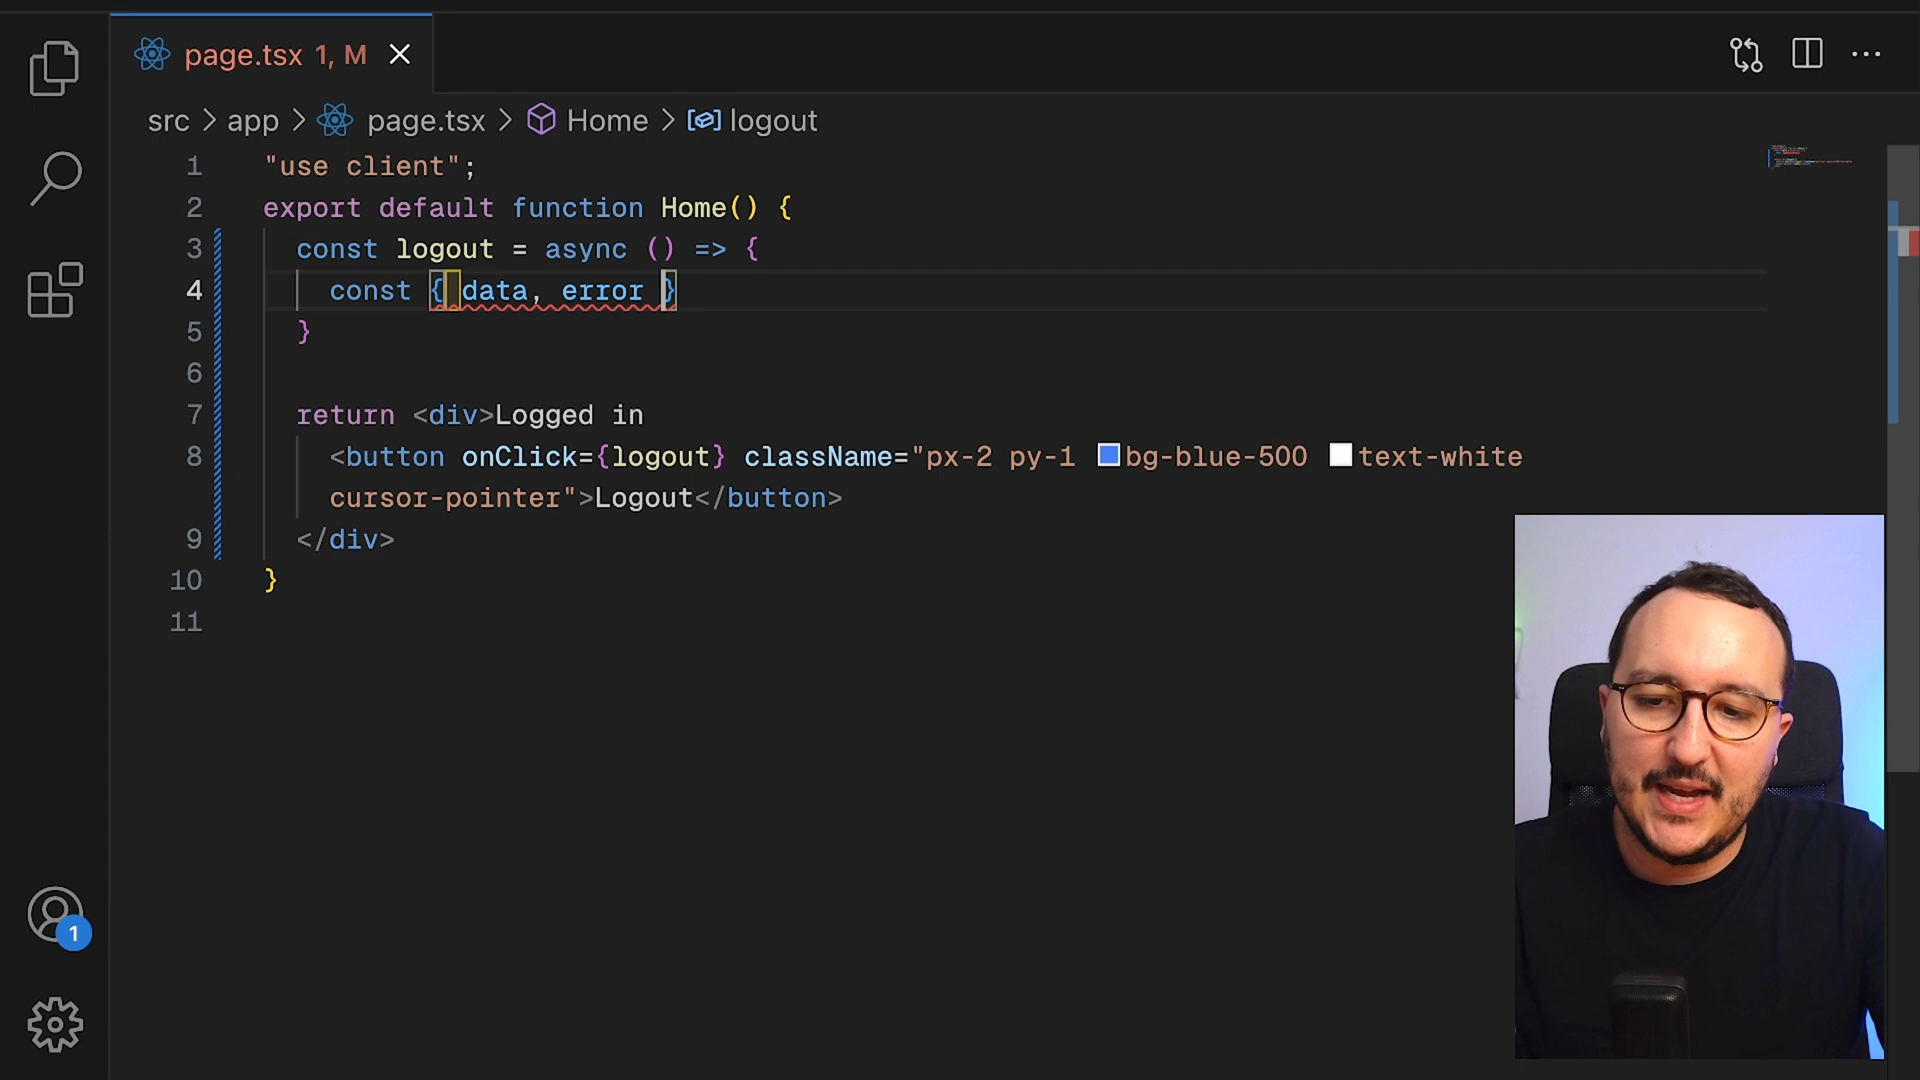 page.tsx 1, M
src > app > page.tsx > Home > logout
1 "use client";
2 export default function Home() {
3 const logout = async () => {
4 const { data, error }
5 }
6
7 return <div>Logged in
8 <button onClick={logout} className="px-2 py-1 bg-blue-500 text-white
cursor-pointer">Logout</button>
9 </div>
10 }
11
1